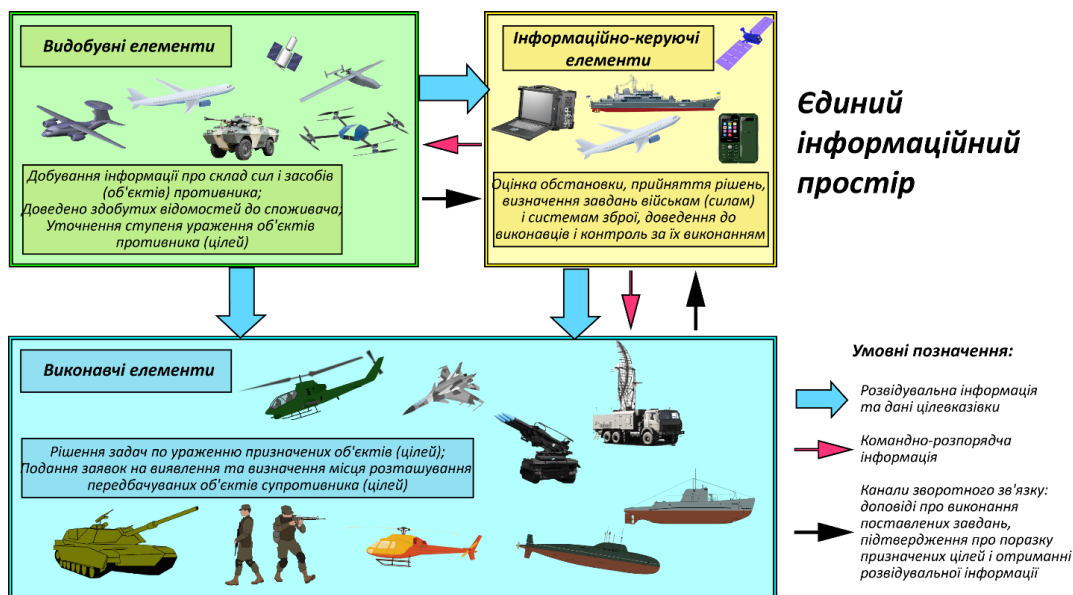 Видобувні елементи
Добування інформації про склад сил і засобів
(об'єктів) противника;
Доведено здобутих відомостей до споживача;
Уточнення ступеня ураження об'єктів
противника (цілей)
Інформаційно-керуючі
елементи
Оцінка обстановки, прийняття рішень,
визначення завдань військам (силам)
і системам зброї, доведення до
виконавців і контроль за їх виконанням
Єдиний
інформаційний
простір
Виконавчі елементи
Рішення задач по ураженню призначених об'єктів (цілей);
Подання заявок на виявлення та визначення місця розташування
передбачуваних об'єктів супротивника (цілей)
Умовні позначення:
Розвідувальна інформація
та дані цілевказівки
Командно-розпорядча
інформація
Канали зворотного зв'язку:
доповіді про виконання
поставлених завдань,
підтвердження про поразку
призначених цілей і отриманні
розвідувальної інформації